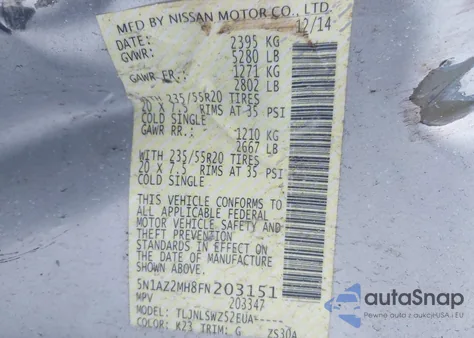 MFD BY NISSAN MOTOR CO., LTD.
DATE: 12/14
GVWR: 2395 KG
5280 LB
GAWR FR.: 1271 KG
2802 LB
235/55R20 TIRES
20 X 7.5 RIMS AT 35 PSI
COLD SINGLE
GAWR RR.: 1210 KG
2667 LB
WITH 235/55R20 TIRES
20 X 7.5 RIMS AT 35 PSI
COLD SINGLE
THIS VEHICLE CONFORMS TO
ALL APPLICABLE FEDERAL
MOTOR VEHICLE SAFETY AND
THEFT PREVENTION
STANDARDS IN EFFECT ON
THE DATE OF MANUFACTURE
SHOWN ABOVE.
5N1AZ2MH8FN203151
MPV 203347
MODEL: TLJNLSWZ52EUA-----
COLOR: K23 TRIM: G ZS30A
autoSnap
Twoje auto z aukcji USA i EU